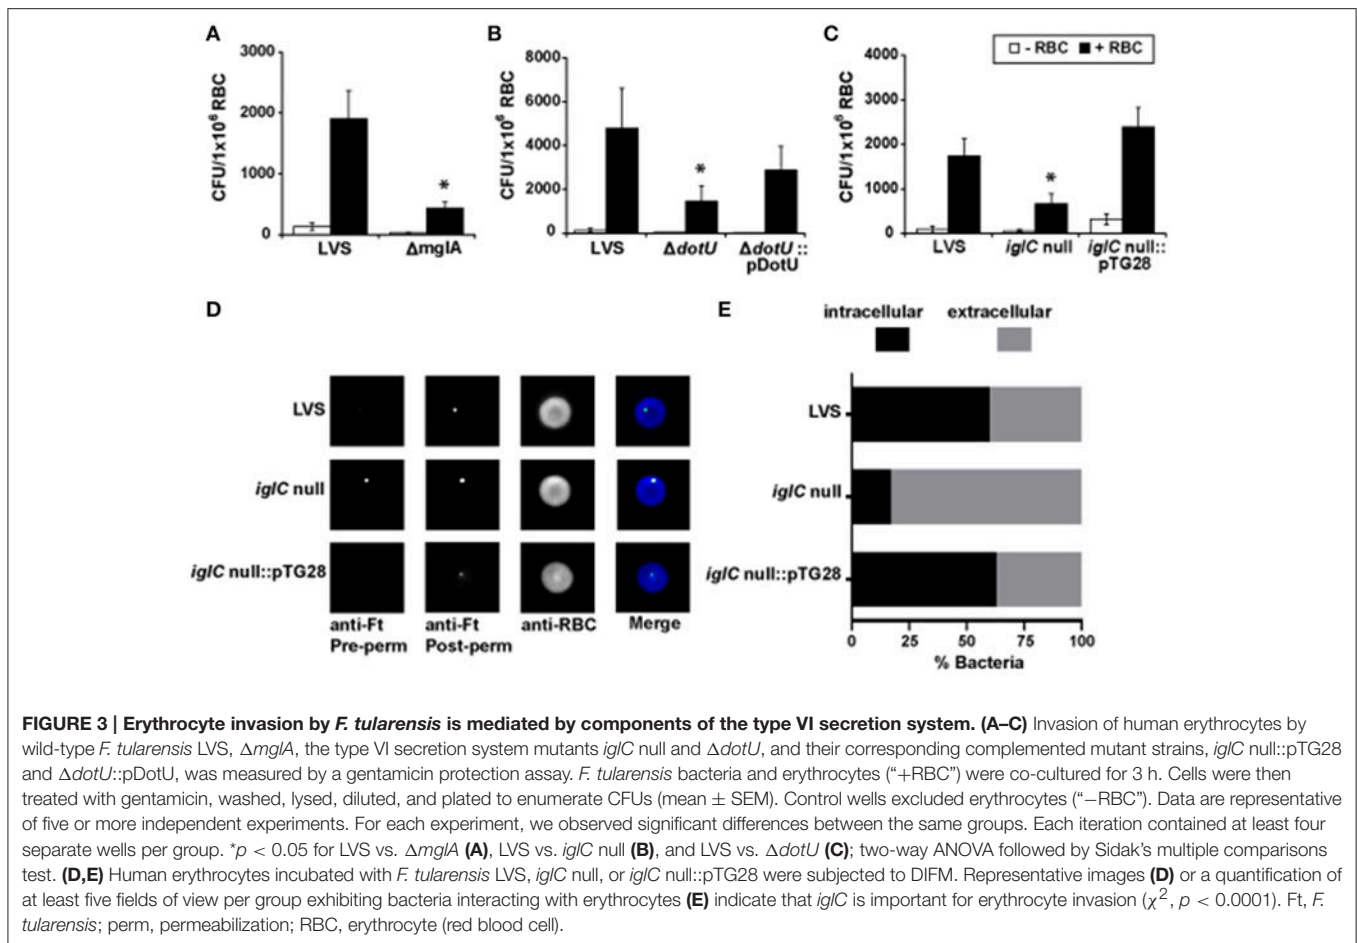 A
B
C
- RBC + RBC
CFU/1x10⁶ RBC
3000
2000
1000
0
LVS ΔmglA
*
CFU/1x10⁶ RBC
8000
6000
4000
2000
0
LVS ΔdotU ΔdotU ::
pDotU
*
CFU/1x10⁶ RBC
4000
3000
2000
1000
0
LVS iglC null iglC null::
pTG28
*
D
LVS
iglC null
iglC null::pTG28
anti-Ft anti-Ft anti-RBC Merge
Pre-perm Post-perm
E
intracellular extracellular
LVS
iglC null
iglC null::pTG28
0 25 50 75 100
% Bacteria
FIGURE 3 | Erythrocyte invasion by F. tularensis is mediated by components of the type VI secretion system. (A–C) Invasion of human erythrocytes by
wild-type F. tularensis LVS, ΔmglA, the type VI secretion system mutants iglC null and ΔdotU, and their corresponding complemented mutant strains, iglC null::pTG28
and ΔdotU::pDotU, was measured by a gentamicin protection assay. F. tularensis bacteria and erythrocytes (“+RBC”) were co-cultured for 3 h. Cells were then
treated with gentamicin, washed, lysed, diluted, and plated to enumerate CFUs (mean ± SEM). Control wells excluded erythrocytes (“−RBC”). Data are representative
of five or more independent experiments. For each experiment, we observed significant differences between the same groups. Each iteration contained at least four
separate wells per group. *p < 0.05 for LVS vs. ΔmglA (A), LVS vs. iglC null (B), and LVS vs. ΔdotU (C); two-way ANOVA followed by Sidak’s multiple comparisons
test. (D,E) Human erythrocytes incubated with F. tularensis LVS, iglC null, or iglC null::pTG28 were subjected to DIFM. Representative images (D) or a quantification of
at least five fields of view per group exhibiting bacteria interacting with erythrocytes (E) indicate that iglC is important for erythrocyte invasion (χ², p < 0.0001). Ft, F.
tularensis; perm, permeabilization; RBC, erythrocyte (red blood cell).